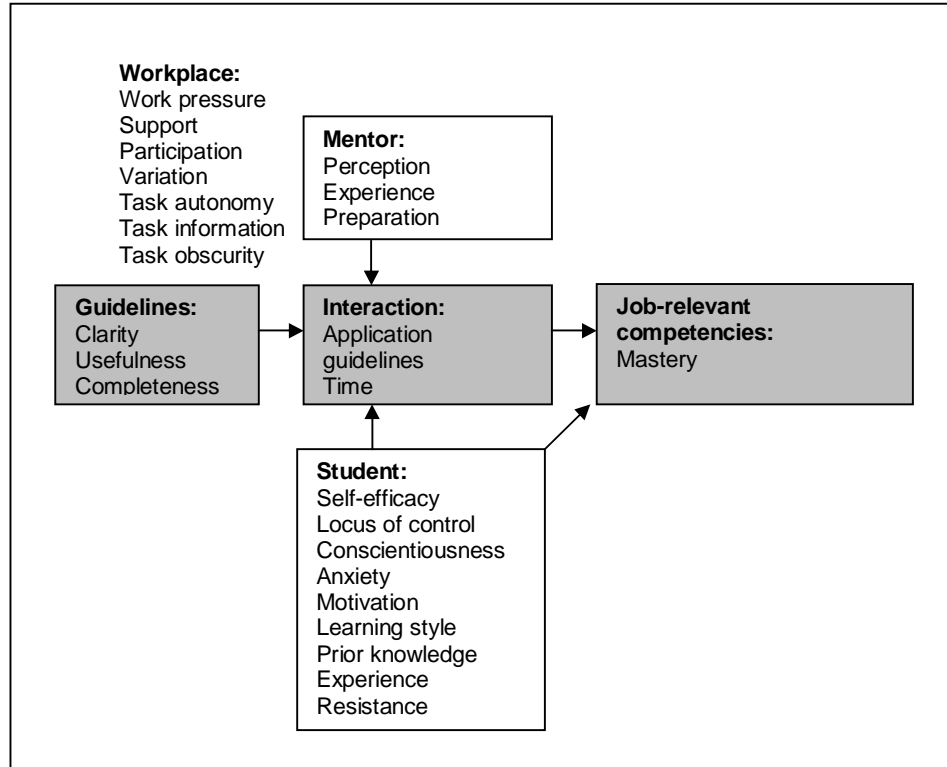 Workplace:
Work pressure
Support
Participation
Variation
Task autonomy
Task information
Task obscurity
Mentor:
Perception
Experience
Preparation
Guidelines:
Clarity
Usefulness
Completeness
Interaction:
Application
guidelines
Time
Job-relevant
competencies:
Mastery
Student:
Self-efficacy
Locus of control
Conscientiousness
Anxiety
Motivation
Learning style
Prior knowledge
Experience
Resistance